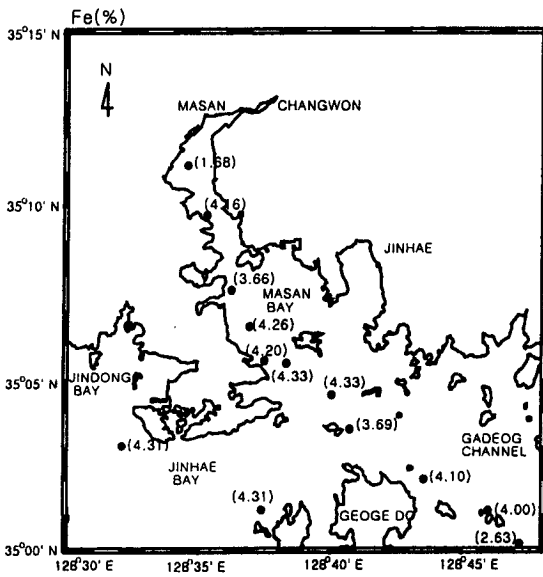 Fe(%)
35°15' N
N
MASAN
CHANGWON
(1.68)
35°10' N
(4.16)
JINHAE
(3.66)
MASAN
BAY
(4.26)
(4.20)
(4.33)
35°05' N
JINDONG
BAY
(4.33)
(3.69)
(4.31)
GADEOG
CHANNEL
JINHAE
BAY
(4.10)
(4.31)
GEOGE DO
(4.00)
(2.63)
35°00' N
128°30' E
128°35' E
128°40' E
128°45' E